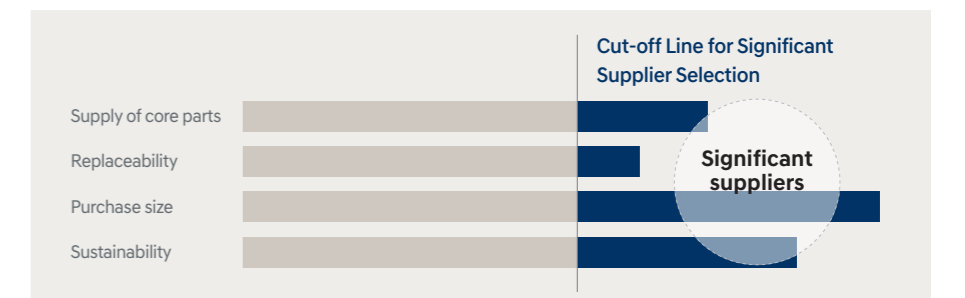 Cut-off Line for Significant
Supplier Selection
Supply of core parts
Replaceability
Purchase size
Sustainability
Significant
suppliers